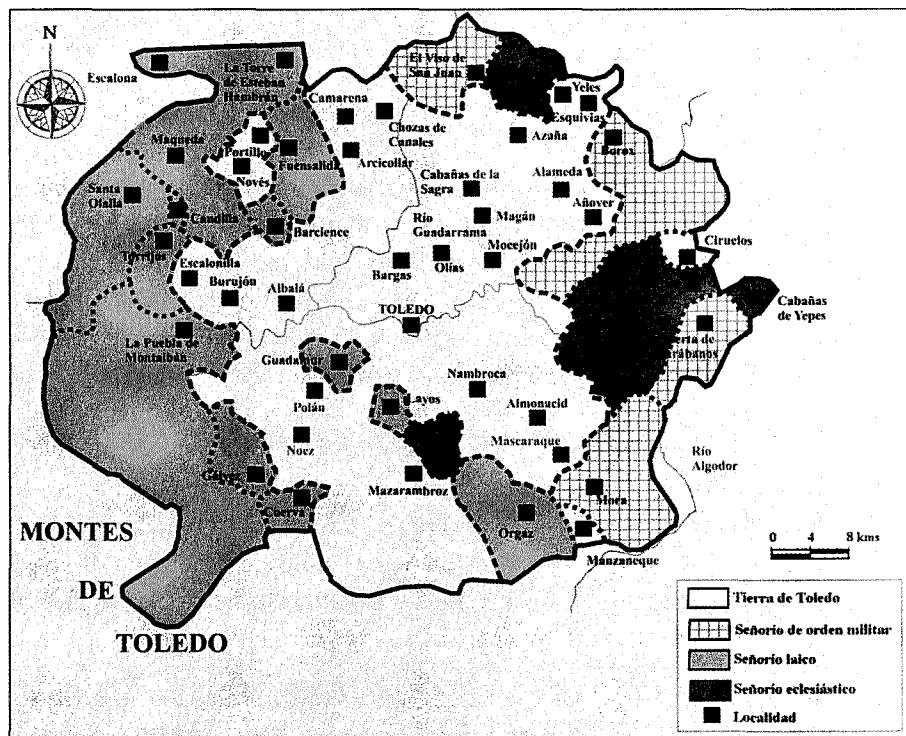 N
Escalona
La Torre
de Esteban
Hambrán
El Viso de
San Juan
Camarena
Chozas de
Canales
Yeles
Esquivias
Azaña
Borox
Maqueda
Portillo
Fuensalida
Arcicollar
Novés
Santa
Olalla
Cabañas de la
Sagra
Alameda
Añover
Magán
Candilla
Barcience
Río
Guadarrama
Mocejón
Ciruelos
Torrijos
Escalonilla
Olías
Bargas
Burujón
Albalá
Cabañas
de Yepes
TOLEDO
La Puebla de
Montalbán
Guadamur
Nambroca
Polán
Layos
Almonacid
Noez
Mascaraque
Río
Algodor
Gálvez
Mazarambroz
Mora
Cuerva
Orgaz
Manzaneque
MONTES
DE
TOLEDO
0 4 8 kms
Tierra de Toledo
Señorío de orden militar
Señorío laico
Señorío eclesiástico
Localidad